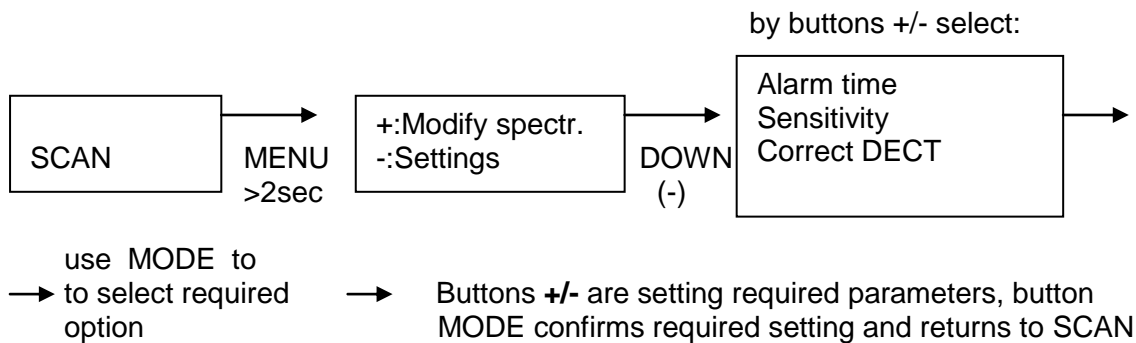 by buttons +/- select:
SCAN
MENU
>2sec
+:Modify spectr.
-:Settings
DOWN
(-)
Alarm time
Sensitivity
Correct DECT
use MODE to
to select required
option
Buttons +/- are setting required parameters, button
MODE confirms required setting and returns to SCAN